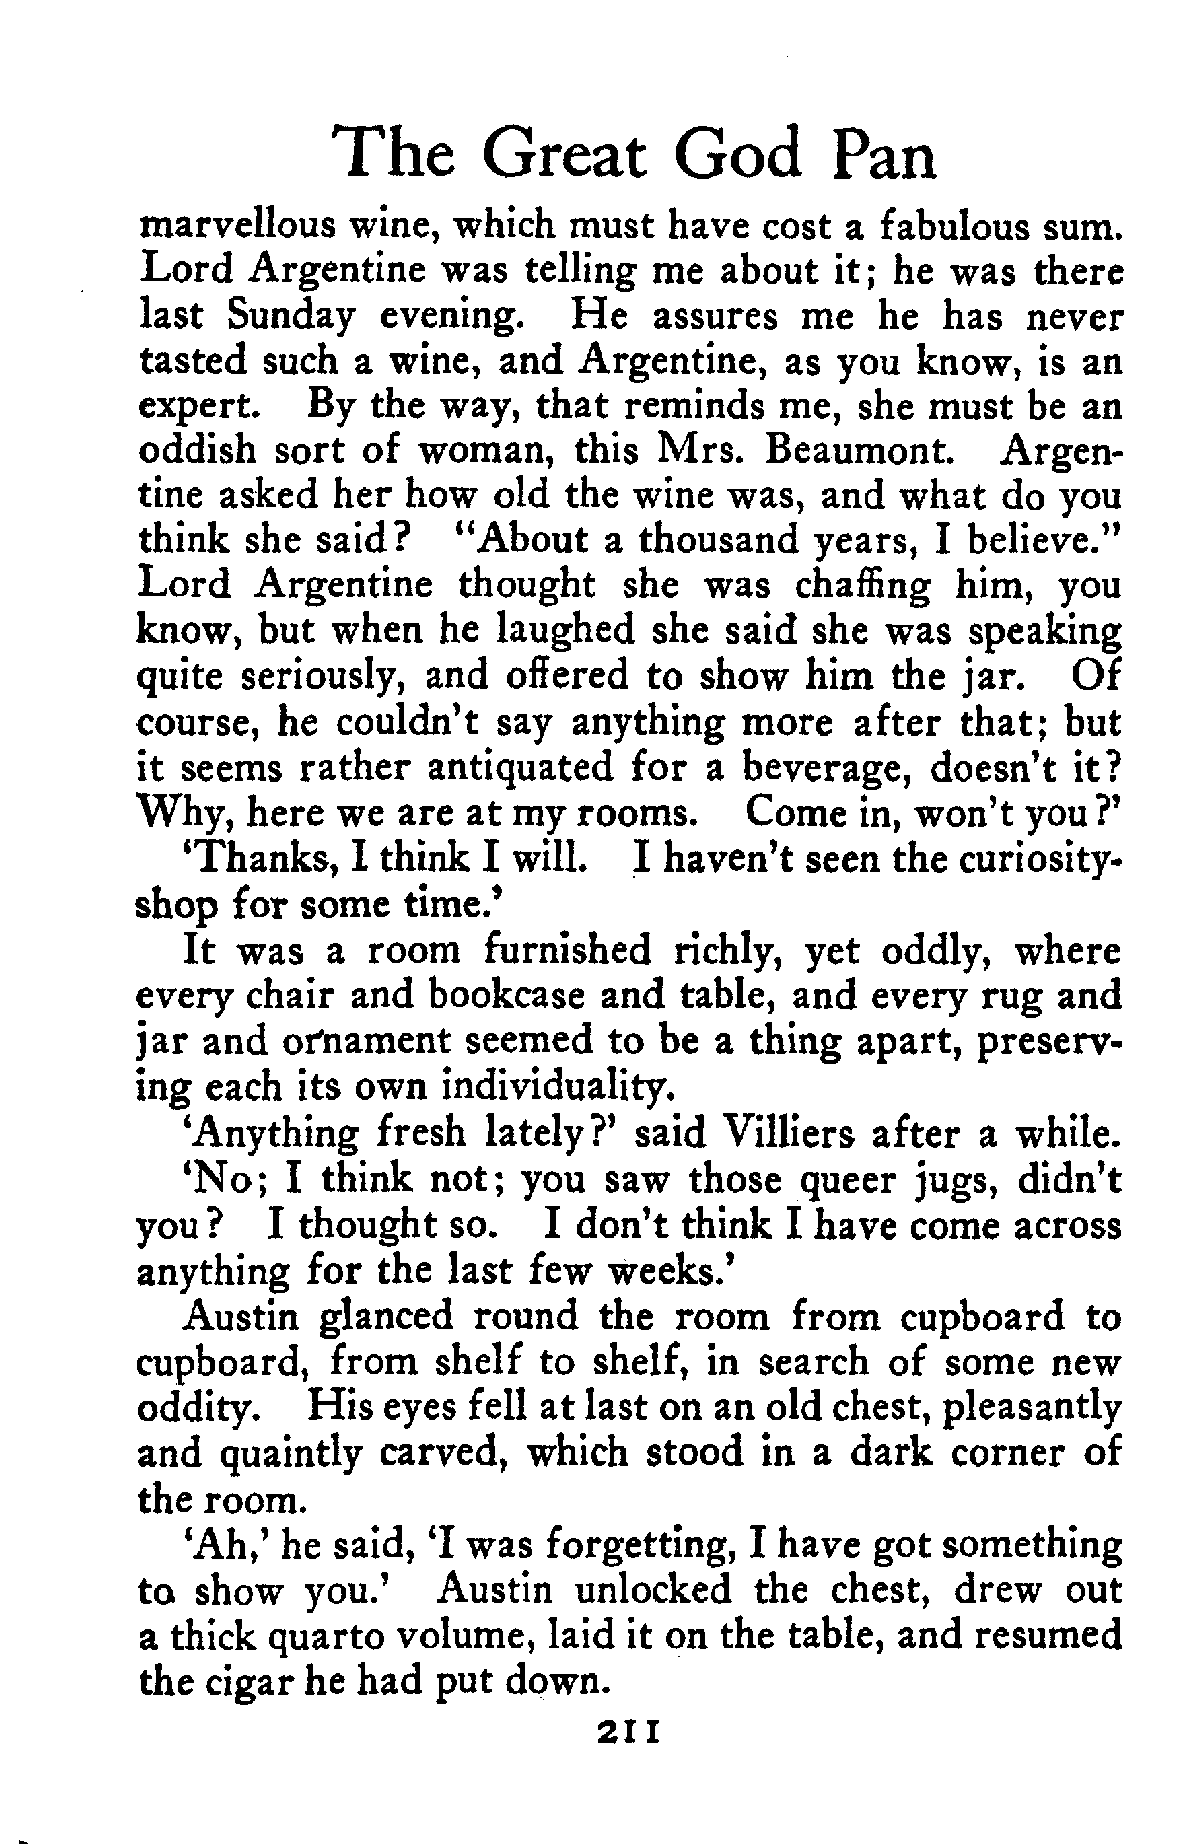 The Great God Pan
marvellous wine, which must have cost a fabulous sum.
Lord Argentine was telling me about it; he was there
last Sunday evening. He assures me he has never
tasted such a wine, and Argentine, as you know, is an
expert. By the way, that reminds me, she must be an
oddish sort of woman, this Mrs. Beaumont. Argen-
tine asked her how old the wine was, and what do you
think she said? “About a thousand years, I believe.”
Lord Argentine thought she was chaffing him, you
know, but when he laughed she said she was speaking
quite seriously, and offered to show him the jar. Of
course, he couldn’t say anything more after that; but
it seems rather antiquated for a beverage, doesn’t it?
Why, here we are at my rooms. Come in, won’t you?’
‘Thanks, I think I will. I haven’t seen the curiosity-
shop for some time.’
It was a room furnished richly, yet oddly, where
every chair and bookcase and table, and every rug and
jar and ornament seemed to be a thing apart, preserv-
ing each its own individuality.
‘Anything fresh lately?’ said Villiers after a while.
‘No; I think not; you saw those queer jugs, didn’t
you? I thought so. I don’t think I have come across
anything for the last few weeks.’
Austin glanced round the room from cupboard to
cupboard, from shelf to shelf, in search of some new
oddity. His eyes fell at last on an old chest, pleasantly
and quaintly carved, which stood in a dark corner of
the room.
‘Ah,’ he said, ‘I was forgetting, I have got something
to show you.’ Austin unlocked the chest, drew out
a thick quarto volume, laid it on the table, and resumed
the cigar he had put down.
211